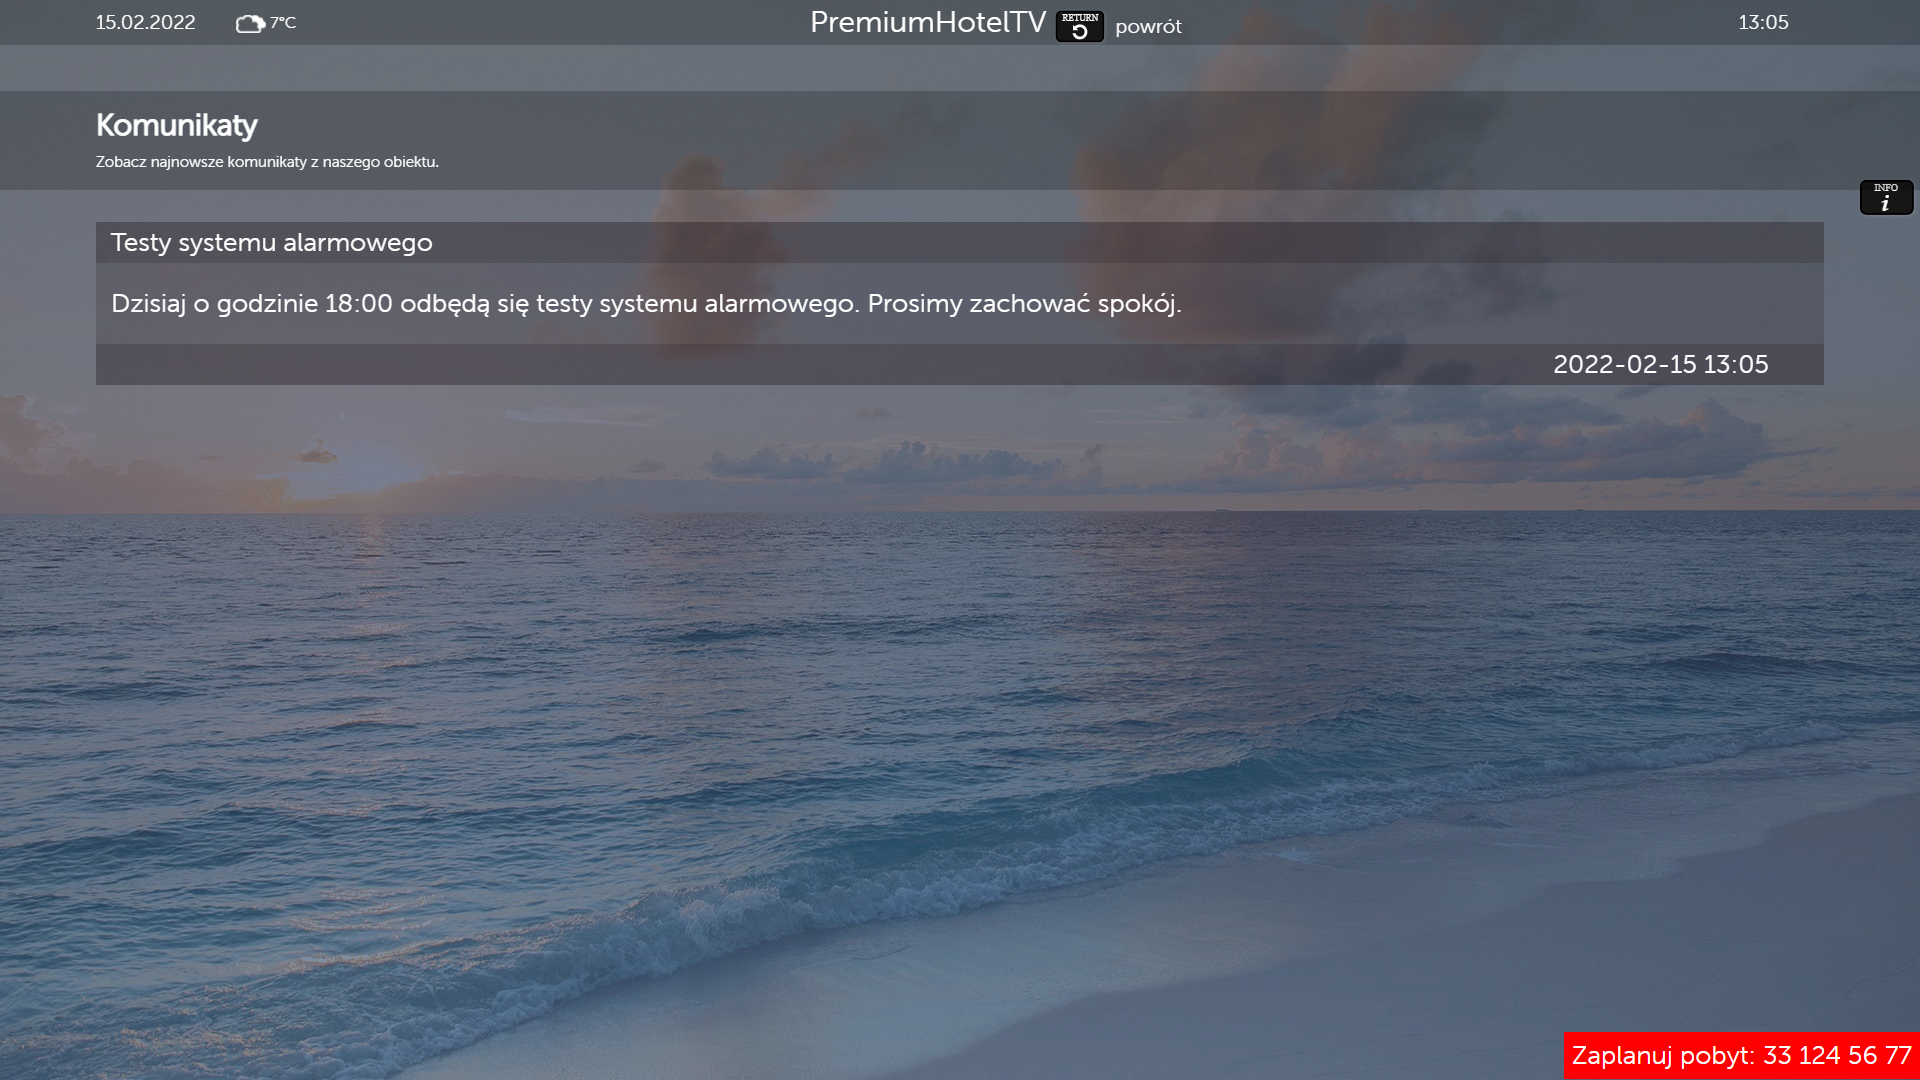 15.02.2022 7°C PremiumHotelTV RETURN powrót 13:05
Komunikaty
Zobacz najnowsze komunikaty z naszego obiektu.
INFO
i
Testy systemu alarmowego
Dzisiaj o godzinie 18:00 odbędą się testy systemu alarmowego. Prosimy zachować spokój.
2022-02-15 13:05
Zaplanuj pobyt: 33 124 56 77